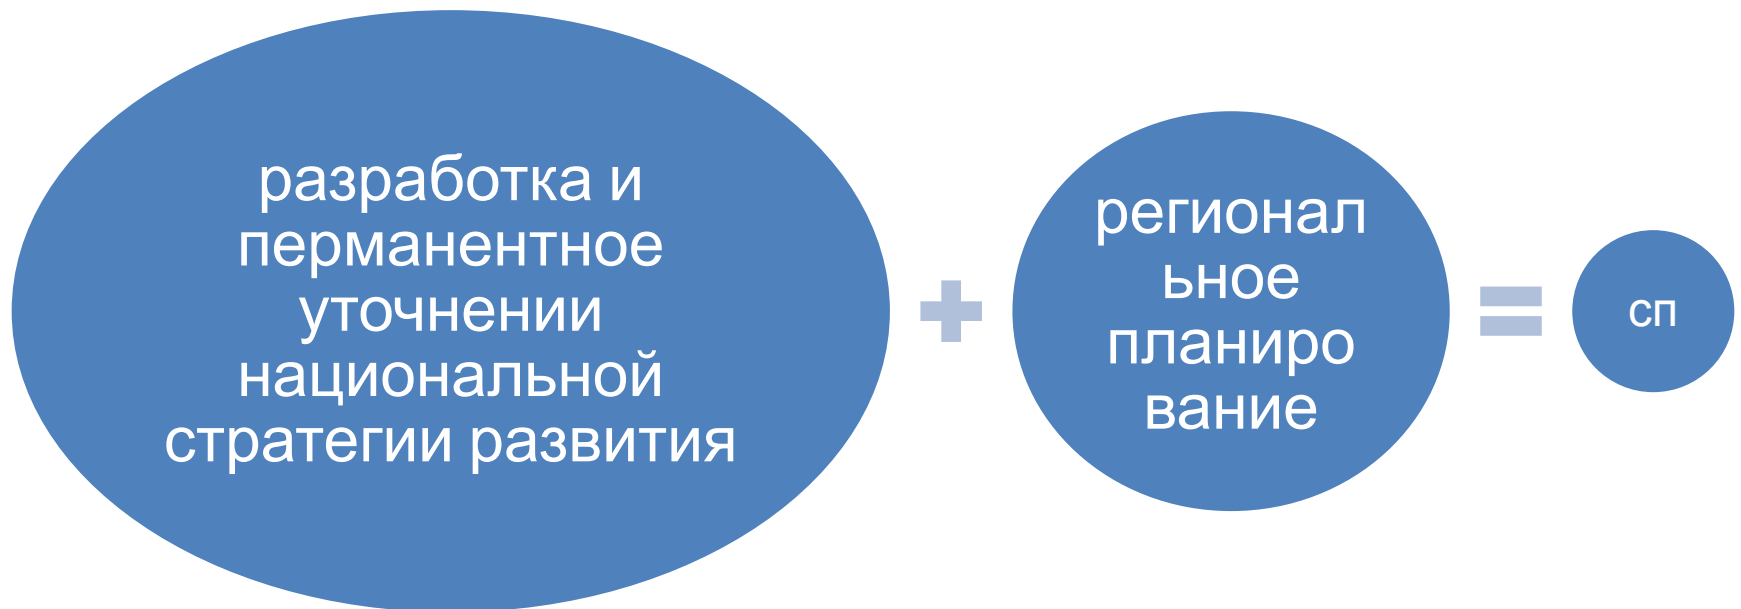 разработка и
перманентное
уточнении
национальной
стратегии развития
регионал
ьное
планиро
вание
сп